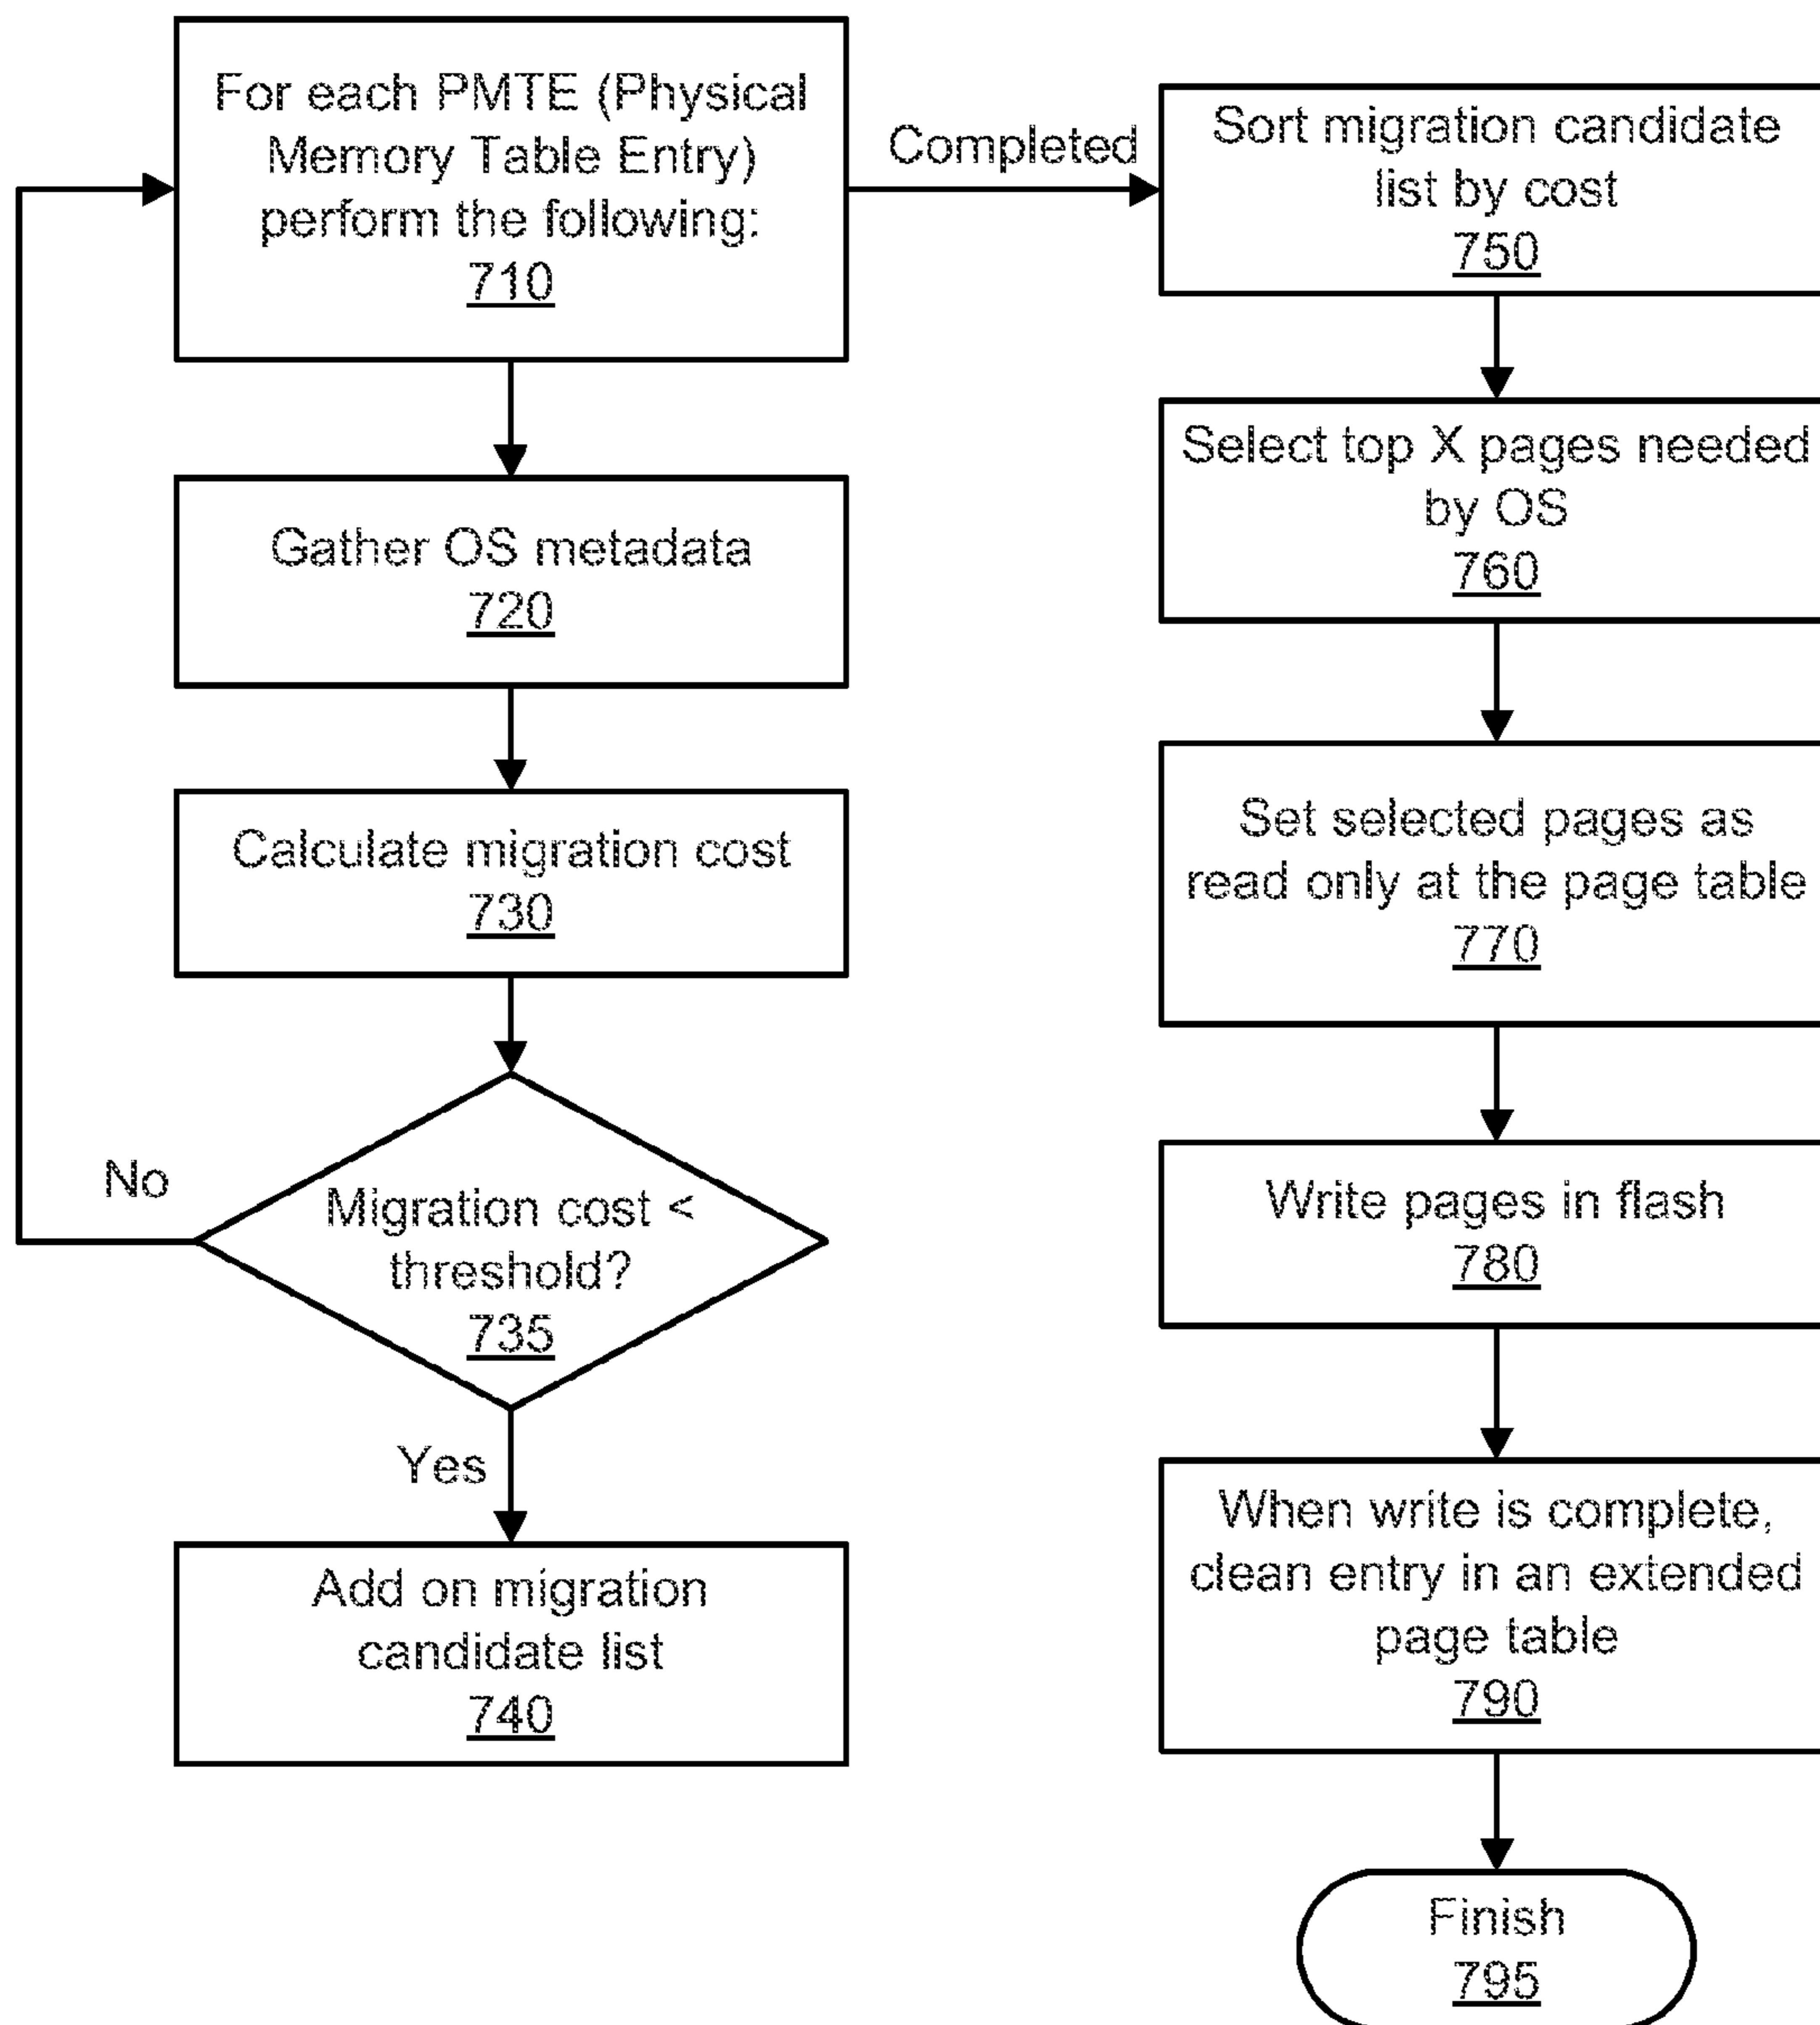 For each PMTE (Physical
Memory Table Entry)
perform the following:
710
Completed
Gather OS metadata
720
Calculate migration cost
730
No
Migration cost <
threshold?
735
Yes
Add on migration
candidate list
740
Sort migration candidate
list by cost
750
Select top X pages needed
by OS
760
Set selected pages as
read only at the page table
770
Write pages in flash
780
When write is complete,
clean entry in an extended
page table
790
Finish
795